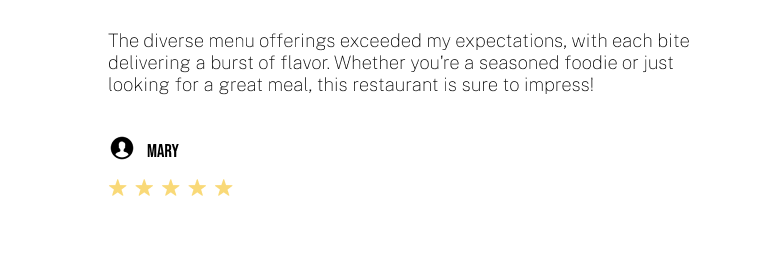 The diverse menu offerings exceeded my expectations, with each bite
delivering a burst of flavor. Whether you're a seasoned foodie or just
looking for a great meal, this restaurant is sure to impress!
MARY